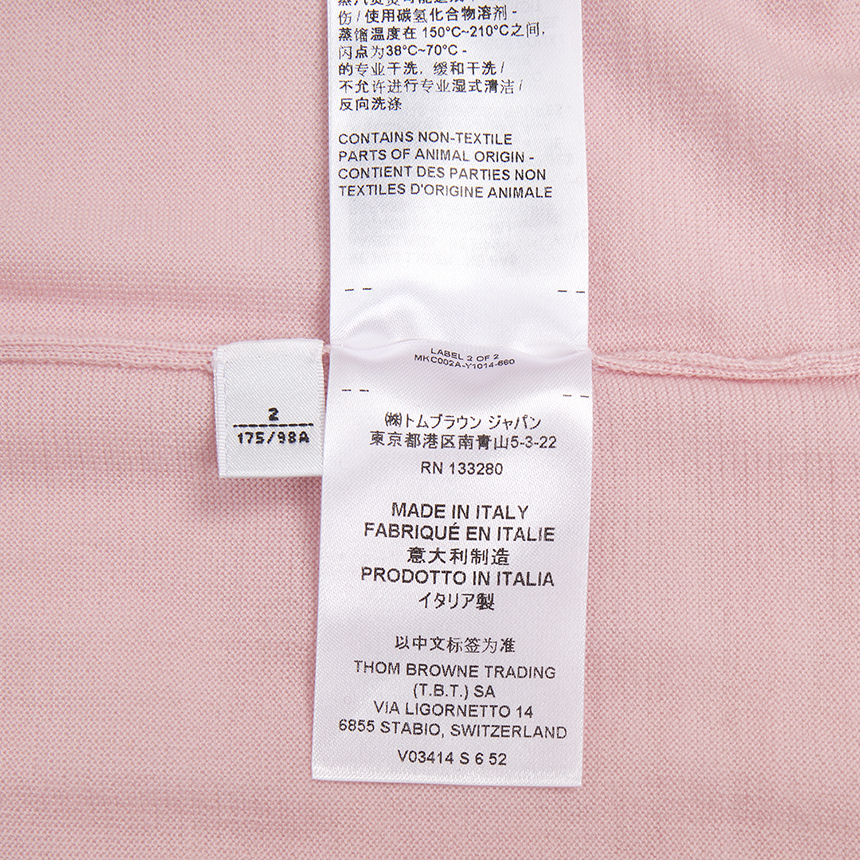 伤 / 使用碳氢化合物溶剂 -
蒸馏温度在 150°C~210°C之间,
闪点为38°C~70°C -
的专业干洗，缓和干洗 /
不允许进行专业湿式清洁 /
反向洗涤
CONTAINS NON-TEXTILE
PARTS OF ANIMAL ORIGIN -
CONTIENT DES PARTIES NON
TEXTILES D'ORIGINE ANIMALE
LABEL 2 OF 2
MKC002A-Y1014-680
2
175/98A
㈱トムブラウン ジャパン
東京都港区南青山5-3-22
RN 133280
MADE IN ITALY
FABRIQUÉ EN ITALIE
意大利制造
PRODOTTO IN ITALIA
イタリア製
以中文标签为准
THOM BROWNE TRADING
(T.B.T.) SA
VIA LIGORNETTO 14
6855 STABIO, SWITZERLAND
V03414 S 6 52